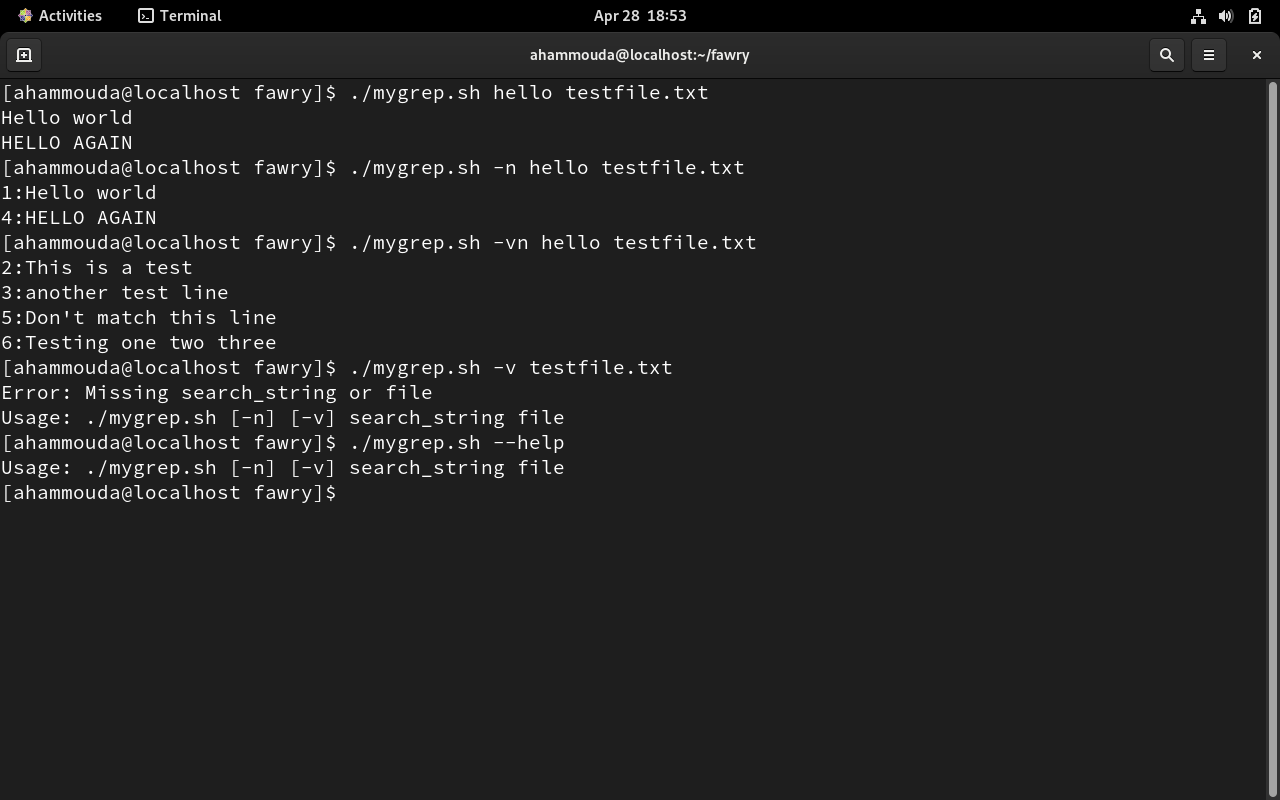 Activities Terminal Apr 28 18:53
ahammouda@localhost:~/fawry
[ahammouda@localhost fawry]$ ./mygrep.sh hello testfile.txt
Hello world
HELLO AGAIN
[ahammouda@localhost fawry]$ ./mygrep.sh -n hello testfile.txt
1:Hello world
4:HELLO AGAIN
[ahammouda@localhost fawry]$ ./mygrep.sh -vn hello testfile.txt
2:This is a test
3:another test line
5:Don't match this line
6:Testing one two three
[ahammouda@localhost fawry]$ ./mygrep.sh -v testfile.txt
Error: Missing search_string or file
Usage: ./mygrep.sh [-n] [-v] search_string file
[ahammouda@localhost fawry]$ ./mygrep.sh --help
Usage: ./mygrep.sh [-n] [-v] search_string file
[ahammouda@localhost fawry]$